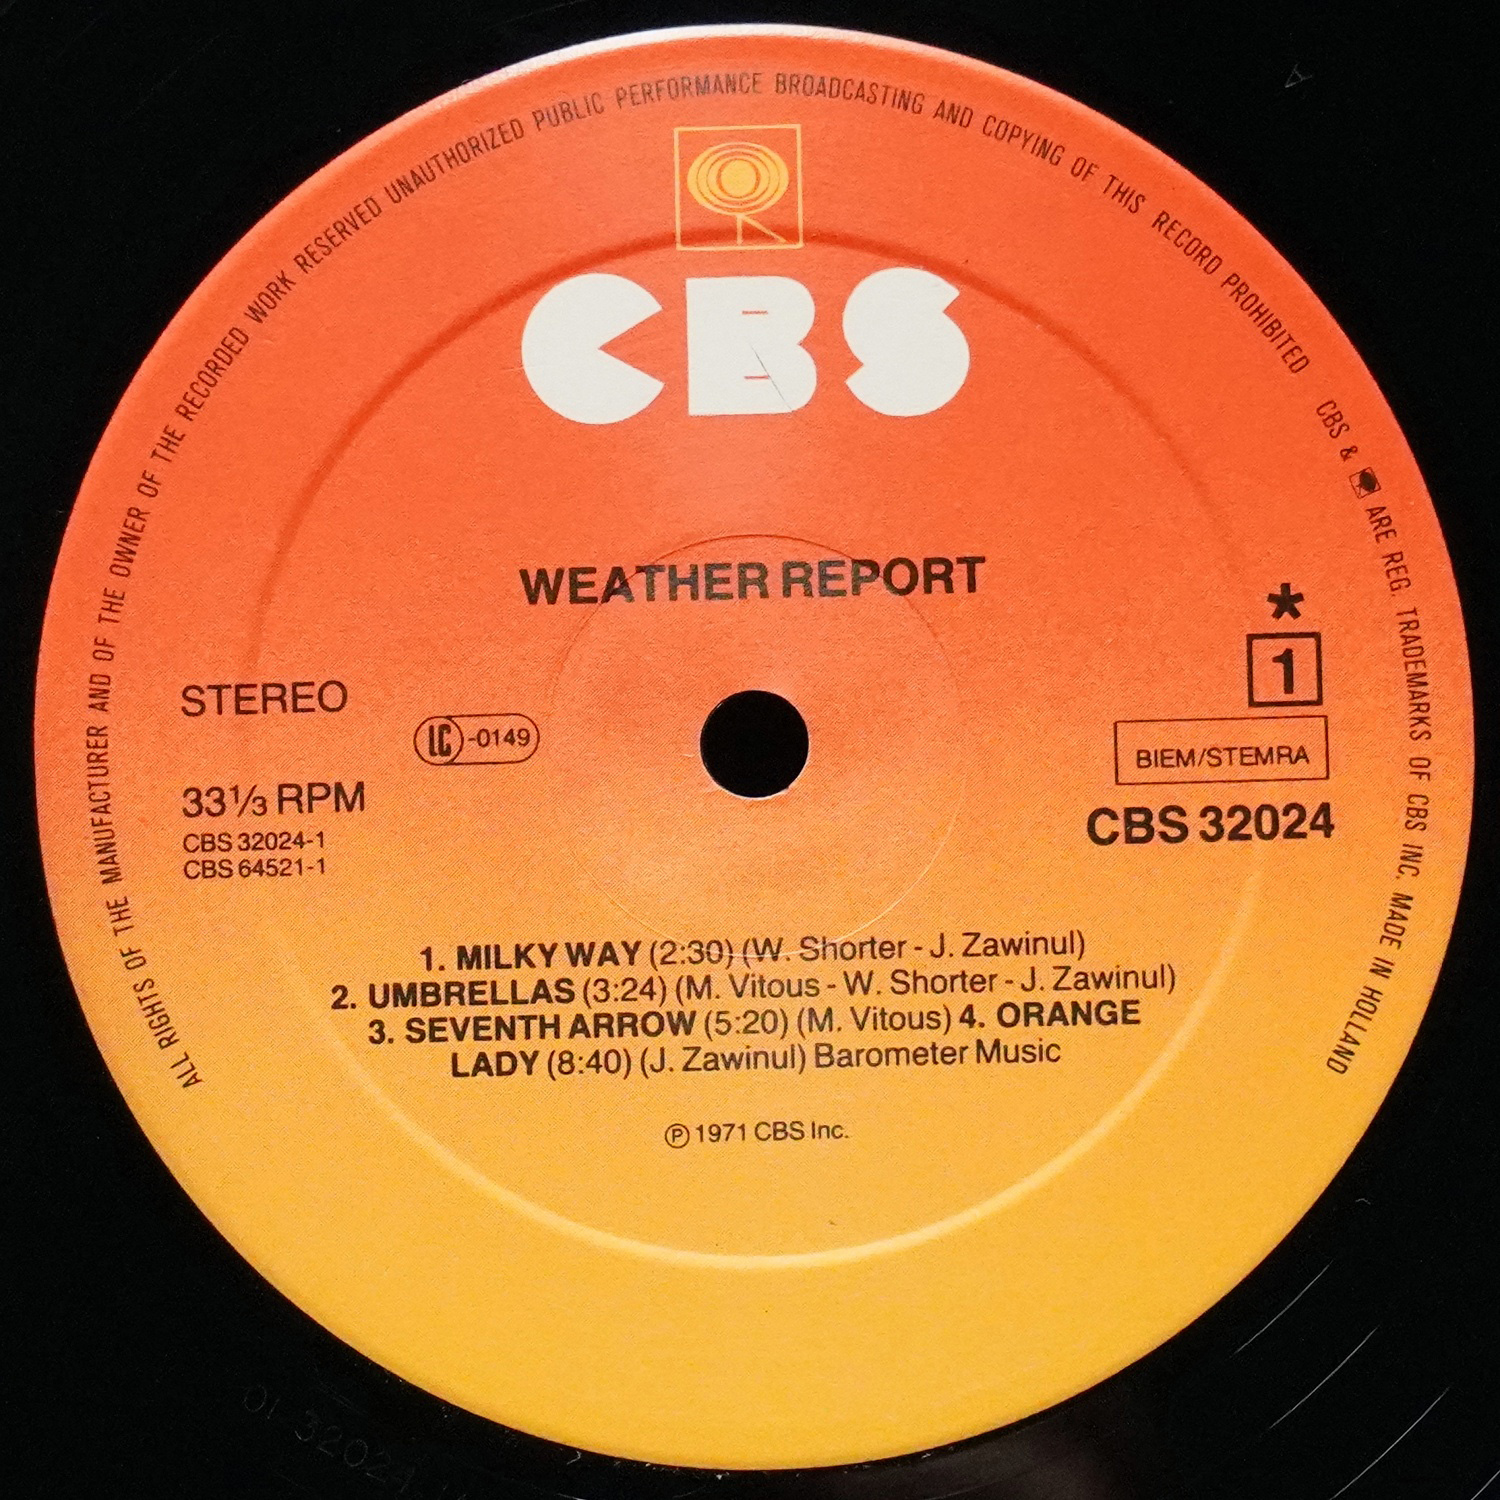 ALL RIGHTS OF THE MANUFACTURER AND OF THE OWNER OF THE RECORDED WORK RESERVED UNAUTHORIZED PUBLIC PERFORMANCE BROADCASTING AND COPYING OF THIS RECORD PROHIBITED CBS & ARE REG. TRADEMARKS OF CBS INC. MADE IN HOLLAND
CBS
WEATHER REPORT
*
1
STEREO
LC-0149
BIEM/STEMRA
33⅓ RPM
CBS 32024
CBS 32024-1
CBS 64521-1
1. MILKY WAY (2:30) (W. Shorter - J. Zawinul)
2. UMBRELLAS (3:24) (M. Vitous - W. Shorter - J. Zawinul)
3. SEVENTH ARROW (5:20) (M. Vitous) 4. ORANGE
LADY (8:40) (J. Zawinul) Barometer Music
℗ 1971 CBS Inc.